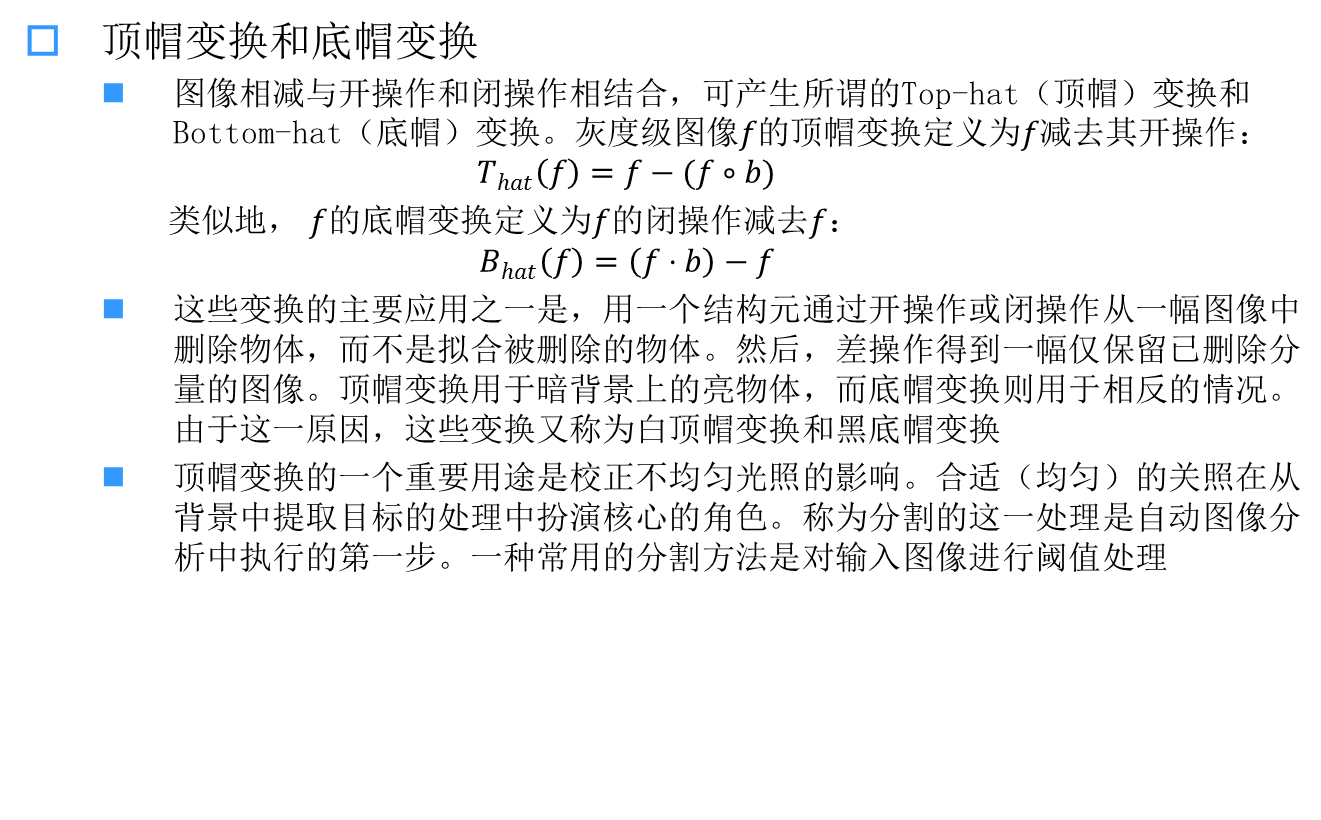 顶帽变换和底帽变换
图像相减与开操作和闭操作相结合，可产生所谓的Top-hat（顶帽）变换和
Bottom-hat（底帽）变换。灰度级图像f的顶帽变换定义为f减去其开操作：
T_hat(f) = f − (f ∘ b)
类似地， f的底帽变换定义为f的闭操作减去f：
B_hat(f) = (f · b) − f
这些变换的主要应用之一是，用一个结构元通过开操作或闭操作从一幅图像中
删除物体，而不是拟合被删除的物体。然后，差操作得到一幅仅保留已删除分
量的图像。顶帽变换用于暗背景上的亮物体，而底帽变换则用于相反的情况。
由于这一原因，这些变换又称为白顶帽变换和黑底帽变换
顶帽变换的一个重要用途是校正不均匀光照的影响。合适（均匀）的关照在从
背景中提取目标的处理中扮演核心的角色。称为分割的这一处理是自动图像分
析中执行的第一步。一种常用的分割方法是对输入图像进行阈值处理